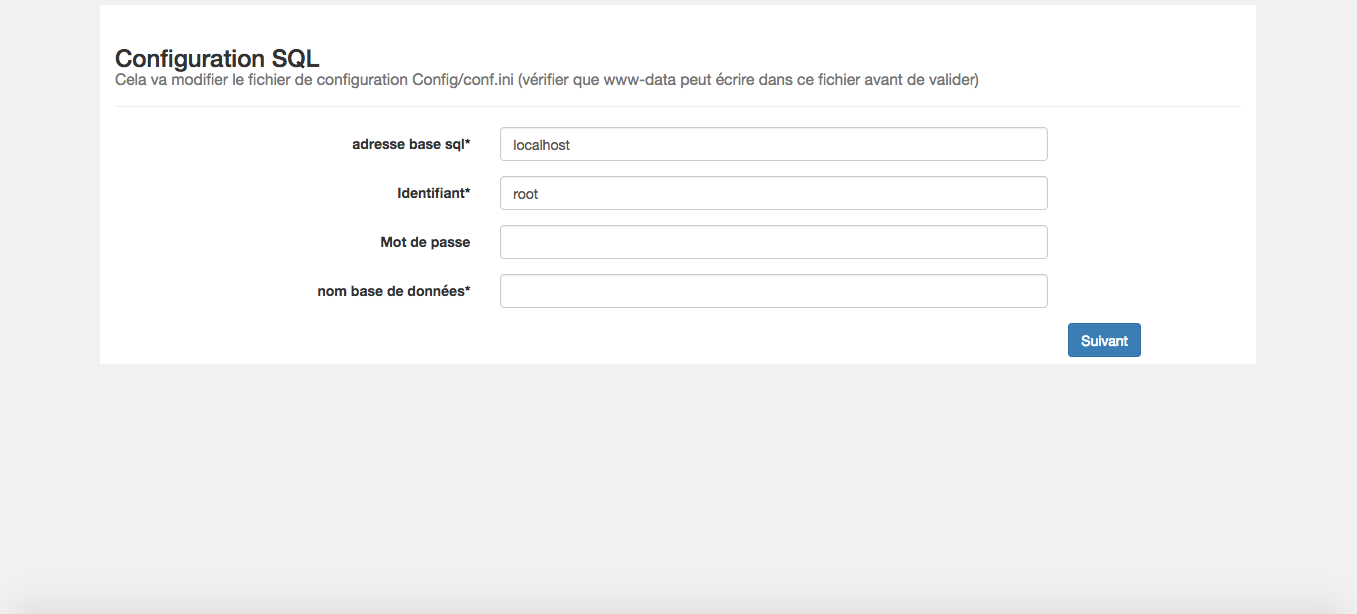 Configuration SQL
Cela va modifier le fichier de configuration Config/conf.ini (vérifier que www-data peut écrire dans ce fichier avant de valider)
adresse base sql* localhost
Identifiant* root
Mot de passe
nom base de données*
Suivant